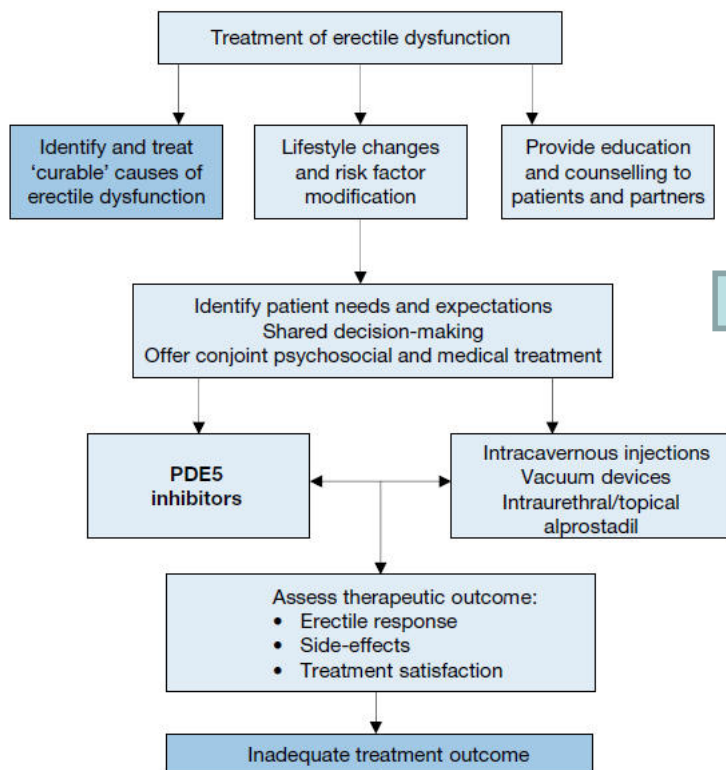 Treatment of erectile dysfunction
Identify and treat
‘curable’ causes of
erectile dysfunction
Lifestyle changes
and risk factor
modification
Provide education
and counselling to
patients and partners
Identify patient needs and expectations
Shared decision-making
Offer conjoint psychosocial and medical treatment
PDE5
inhibitors
Intracavernous injections
Vacuum devices
Intraurethral/topical
alprostadil
Assess therapeutic outcome:
• Erectile response
• Side-effects
• Treatment satisfaction
Inadequate treatment outcome